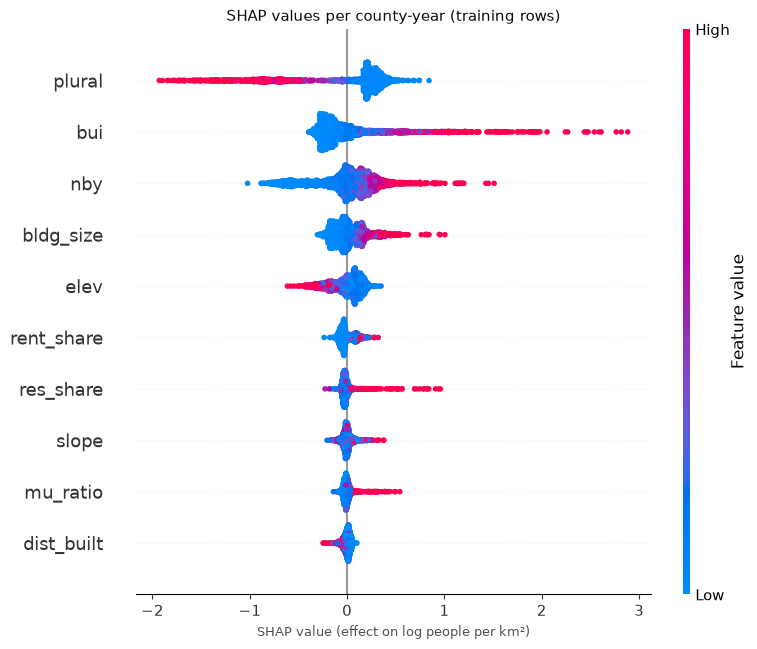 SHAP values per county-year (training rows)
High
plural
bui
nby
bldg_size
elev
rent_share
res_share
slope
mu_ratio
dist_built
Feature value
Low
−2
−1
0
1
2
3
SHAP value (effect on log people per km²)